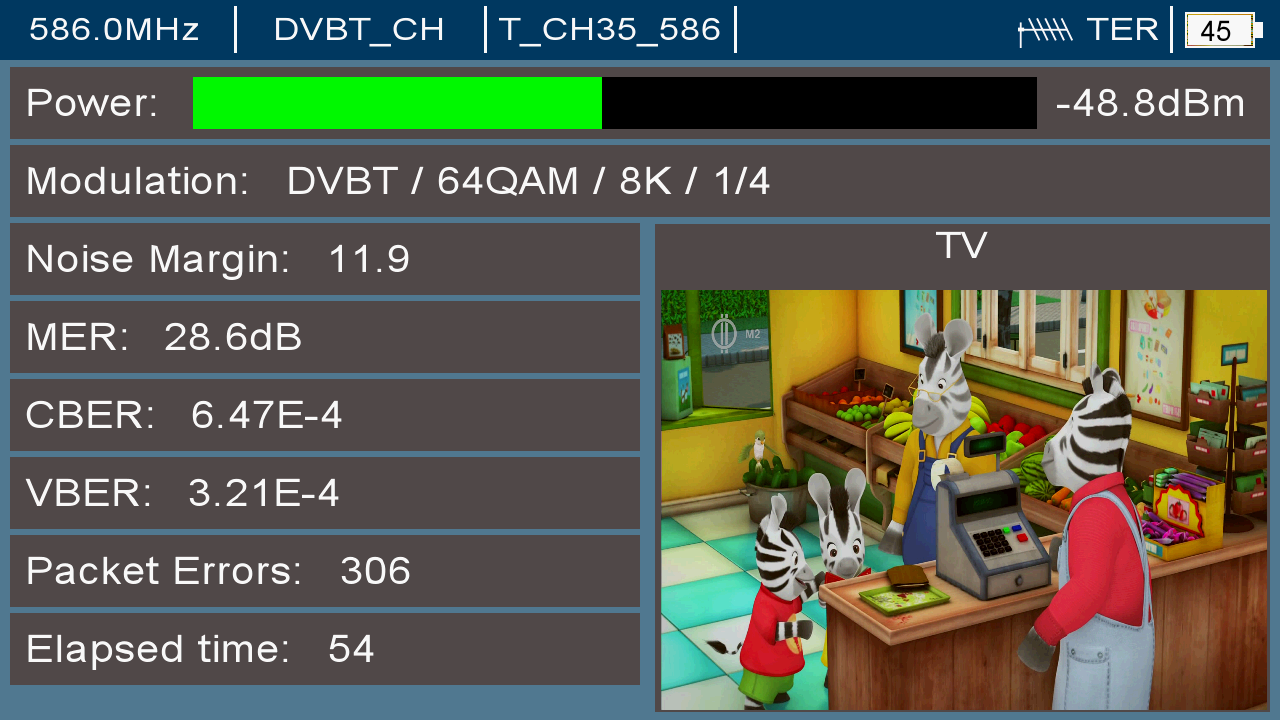 586.0MHz DVBT_CH T_CH35_586 TER 45
Power: -48.8dBm
Modulation: DVBT / 64QAM / 8K / 1/4
Noise Margin: 11.9
TV
MER: 28.6dB
M2
CBER: 6.47E-4
VBER: 3.21E-4
Packet Errors: 306
Elapsed time: 54